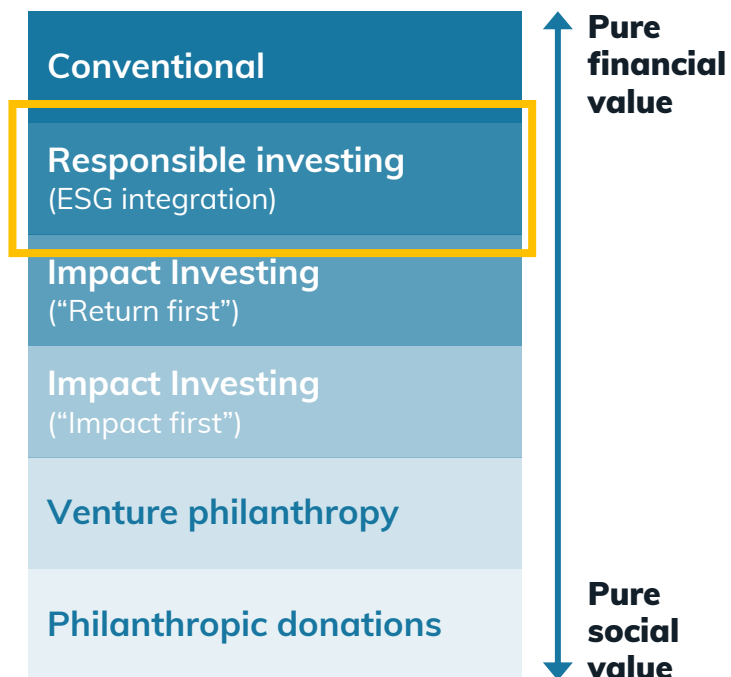 Conventional
Responsible investing
(ESG integration)
Impact Investing
(“Return first”)
Impact Investing
(“Impact first”)
Venture philanthropy
Philanthropic donations
Pure
financial
value
Pure
social
value